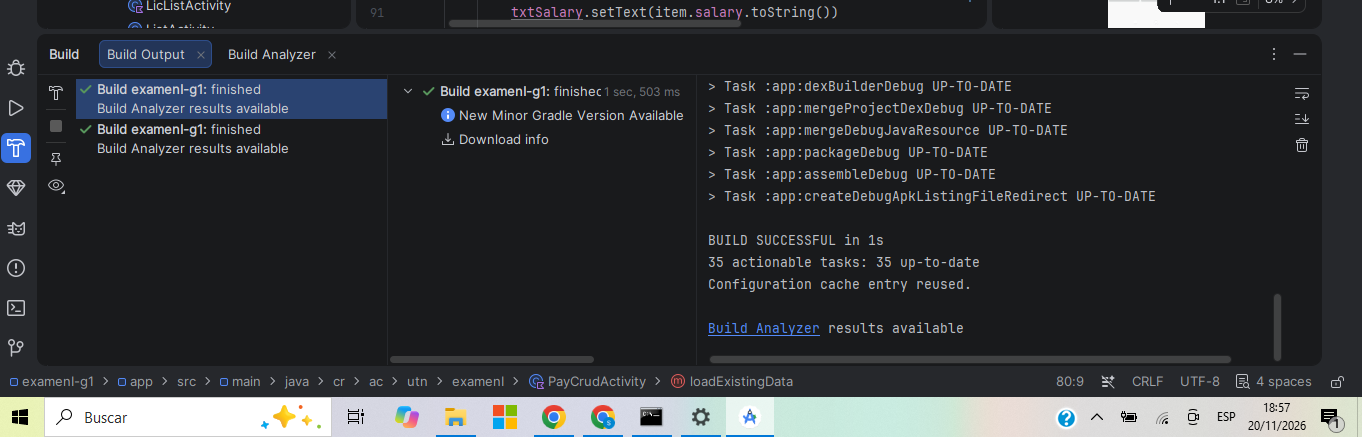 LicListActivity
91
txtSalary.setText(item.salary.toString())
Build
Build Output
Build Analyzer
Build examenI-g1: finished
Build Analyzer results available
Build examenI-g1: finished
Build Analyzer results available
Build examenI-g1: finished 1 sec, 503 ms
New Minor Gradle Version Available
Download info
> Task :app:dexBuilderDebug UP-TO-DATE
> Task :app:mergeProjectDexDebug UP-TO-DATE
> Task :app:mergeDebugJavaResource UP-TO-DATE
> Task :app:packageDebug UP-TO-DATE
> Task :app:assembleDebug UP-TO-DATE
> Task :app:createDebugApkListingFileRedirect UP-TO-DATE
BUILD SUCCESSFUL in 1s
35 actionable tasks: 35 up-to-date
Configuration cache entry reused.
Build Analyzer results available
examenI-g1 > app > src > main > java > cr > ac > utn > examenI > PayCrudActivity > loadExistingData
80:9 CRLF UTF-8 4 spaces
Buscar
ESP
18:57
20/11/2026
1